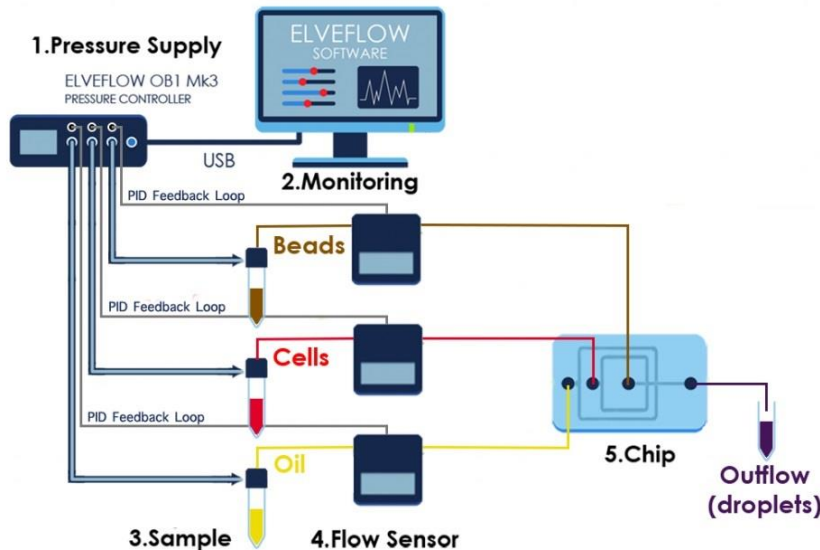 1.Pressure Supply
ELVEFLOW OB1 Mk3
PRESSURE CONTROLLER
ELVEFLOW
SOFTWARE
USB
2.Monitoring
PID Feedback Loop
Beads
PID Feedback Loop
Cells
PID Feedback Loop
Oil
3.Sample
4.Flow Sensor
5.Chip
Outflow
(droplets)